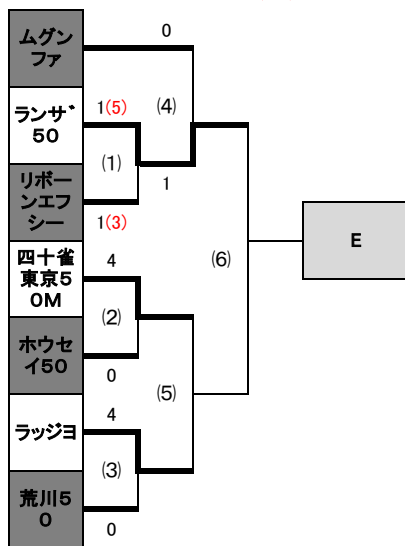 0
ムグン
ファ
1(5)
(4)
ランザ
50
(1)
1
リボー
ンエフ
シー
1(3)
E
四十雀
東京5
0M
4
(6)
(2)
ホウセ
イ50
0
(5)
4
ラッジヨ
(3)
荒川5
0
0